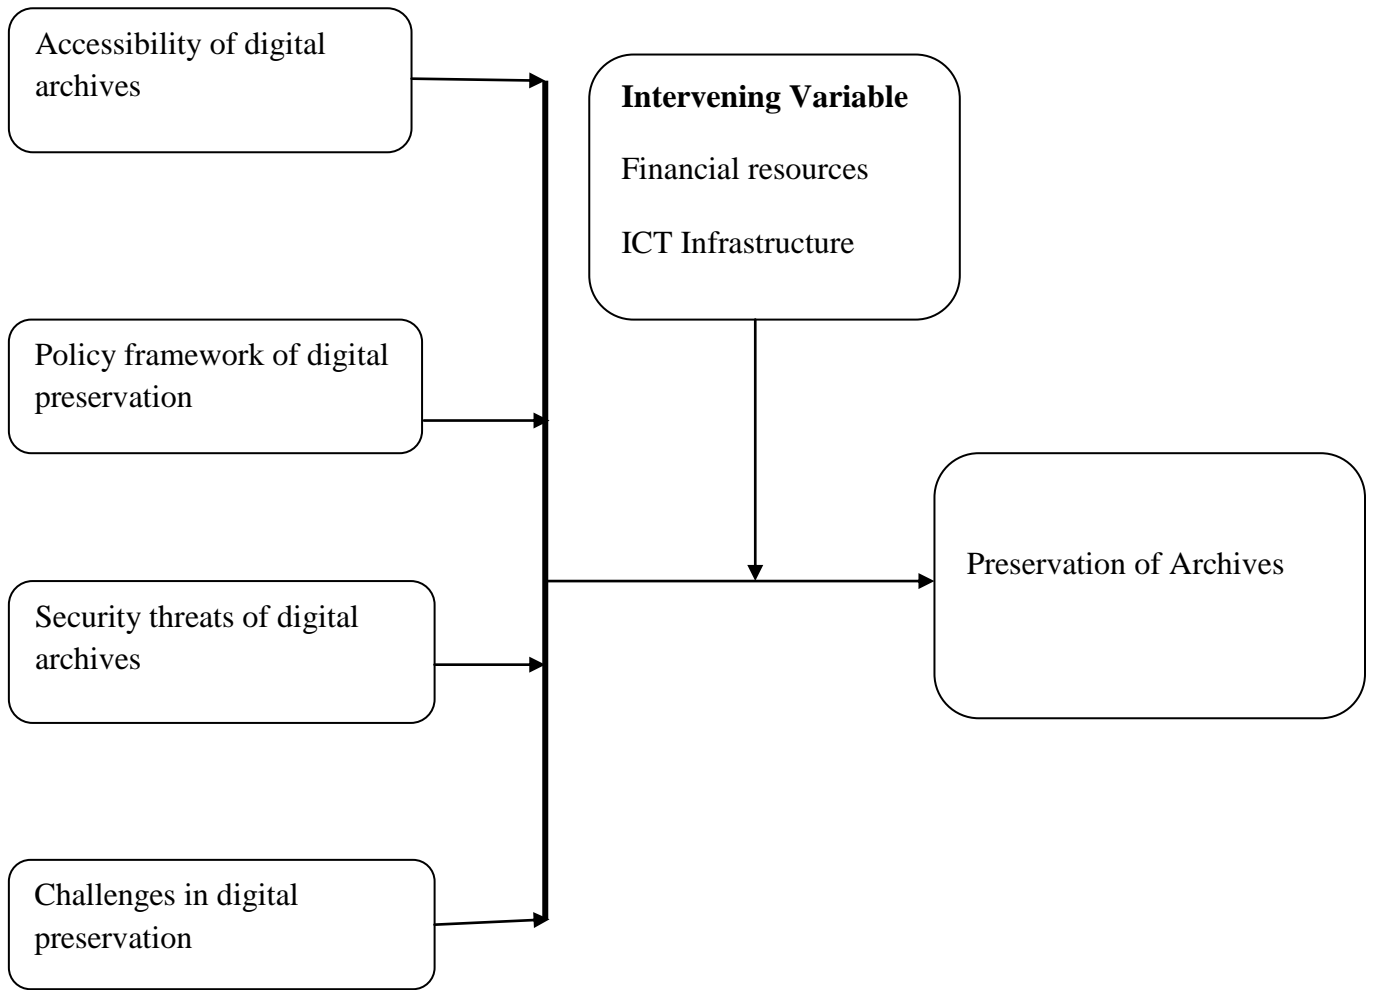 Accessibility of digital
archives
Intervening Variable
Financial resources
ICT Infrastructure
Policy framework of digital
preservation
Security threats of digital
archives
Preservation of Archives
Challenges in digital
preservation